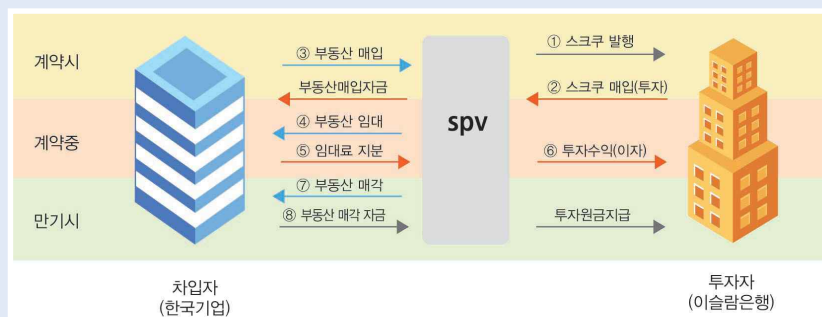 계약시
③ 부동산 매입
① 스크쿠 발행
부동산매입자금
② 스크쿠 매입(투자)
계약중
④ 부동산 임대
spv
⑤ 임대료 지분
⑥ 투자수익(이자)
⑦ 부동산 매각
만기시
⑧ 부동산 매각 자금
투자원금지급
차입자
(한국기업)
투자자
(이슬람은행)